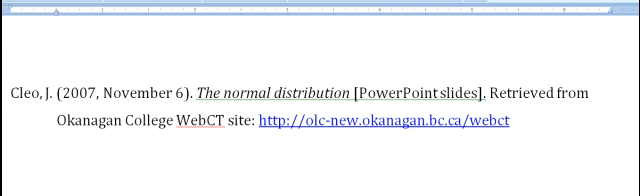 Cleo, J. (2007, November 6). The normal distribution [PowerPoint slides]. Retrieved from
Okanagan College WebCT site: http://olc-new.okanagan.bc.ca/webct